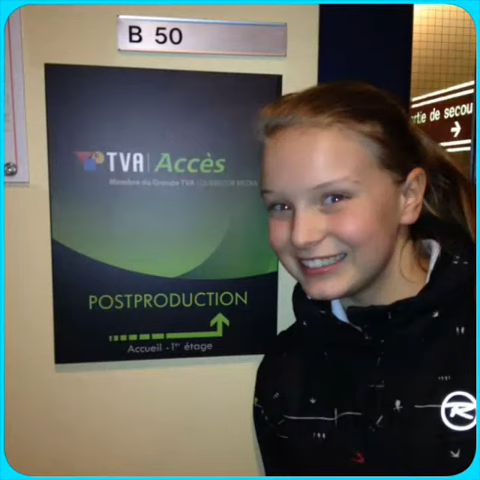 B 50
TVA | Accès
Membre du Groupe TVA
POSTPRODUCTION
Accueil - 1er étage
rtie de secou
R